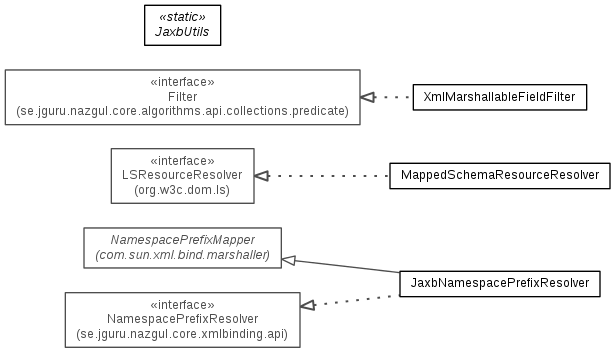 «static»
JaxbUtils
«interface»
Filter
(se.jguru.nazgul.core.algorithms.api.collections.predicate)
XmlMarshallableFieldFilter
«interface»
LSResourceResolver
(org.w3c.dom.ls)
MappedSchemaResourceResolver
NamespacePrefixMapper
(com.sun.xml.bind.marshaller)
JaxbNamespacePrefixResolver
«interface»
NamespacePrefixResolver
(se.jguru.nazgul.core.xmlbinding.api)